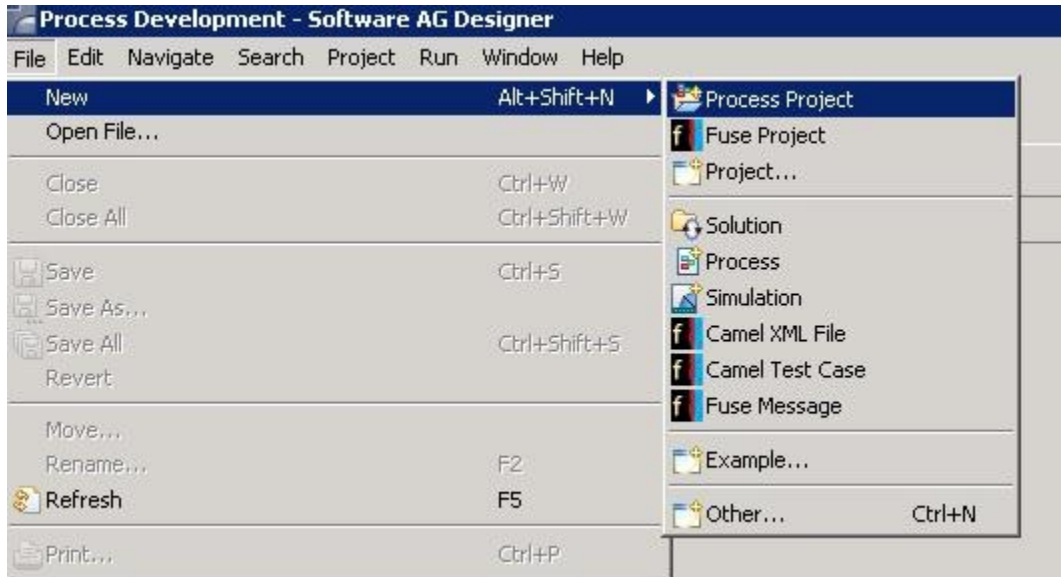 Process Development - Software AG Designer
File Edit Navigate Search Project Run Window Help
New Alt+Shift+N
Open File...
Close Ctrl+W
Close All Ctrl+Shift+W
Save Ctrl+S
Save As...
Save All Ctrl+Shift+S
Revert
Move...
Rename... F2
Refresh F5
Print... Ctrl+P
Process Project
f Fuse Project
Project...
Solution
Process
Simulation
f Camel XML File
f Camel Test Case
f Fuse Message
Example...
Other... Ctrl+N